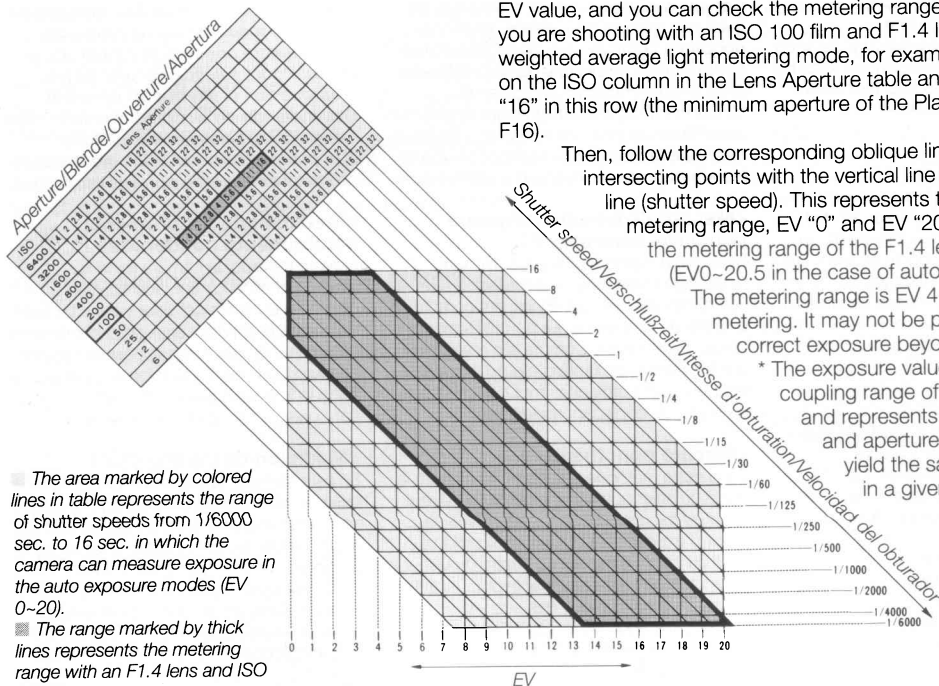 EV value, and you can check the metering range
you are shooting with an ISO 100 film and F1.4 l
weighted average light metering mode, for exam
on the ISO column in the Lens Aperture table an
"16" in this row (the minimum aperture of the Pla
F16).
Then, follow the corresponding oblique lin
intersecting points with the vertical line
line (shutter speed). This represents t
metering range, EV "0" and EV "20
the metering range of the F1.4 le
(EV0~20.5 in the case of auto
The metering range is EV 4
metering. It may not be p
correct exposure beyo
* The exposure value
coupling range of
and represents
and aperture
yield the sa
in a give
Aperture/Blende/Ouverture/Abertura
Lens Aperture
ISO
6400
3200
1600
800
400
200
100
50
25
12
6
Shutter speed/Verschlußzeit/Vitesse d'obturation/Velocidad del obturador
16
8
4
2
1
1/2
1/4
1/8
1/15
1/30
1/60
1/125
1/250
1/500
1/1000
1/2000
1/4000
1/6000
The area marked by colored
lines in table represents the range
of shutter speeds from 1/6000
sec. to 16 sec. in which the
camera can measure exposure in
the auto exposure modes (EV
0~20).
The range marked by thick
lines represents the metering
range with an F1.4 lens and ISO
0 1 2 3 4 5 6 7 8 9 10 11 12 13 14 15 16 17 18 19 20
EV